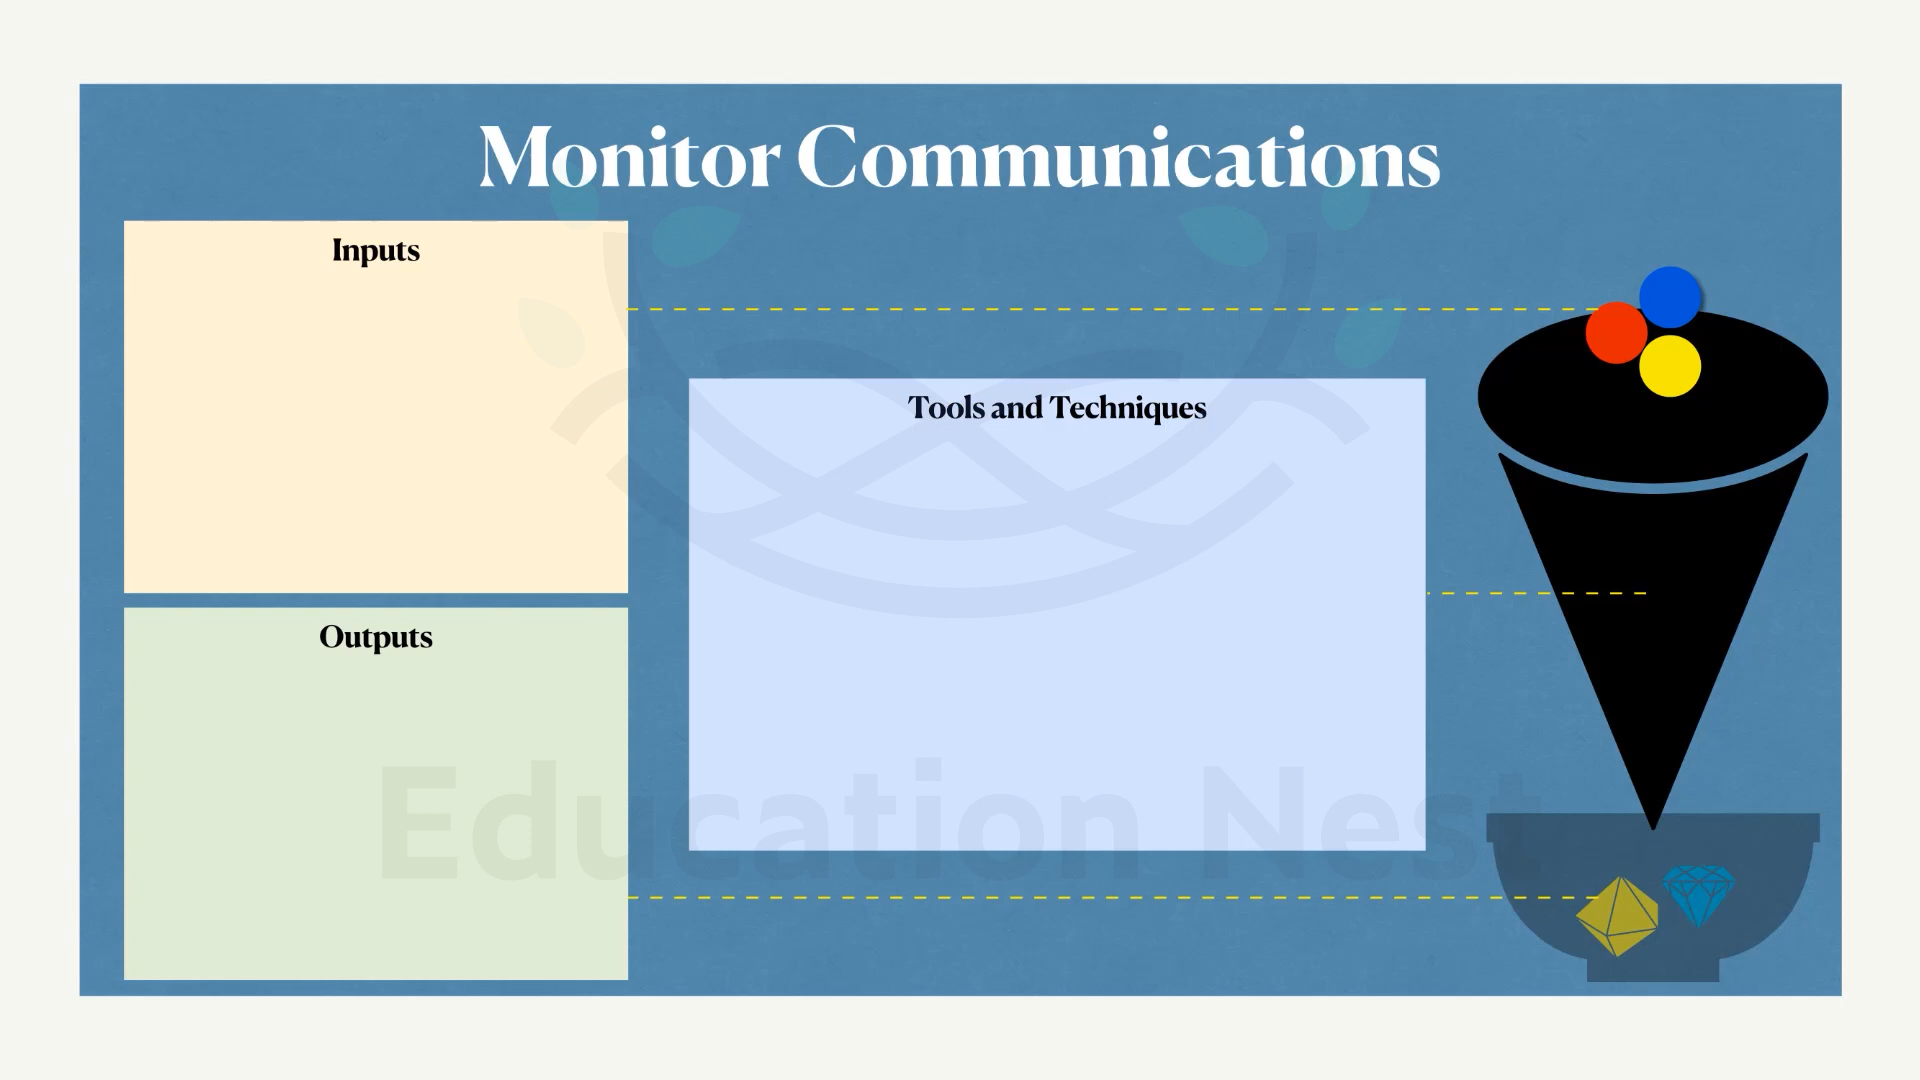 Monitor Communications
Inputs
Tools and Techniques
Outputs
Education Nest